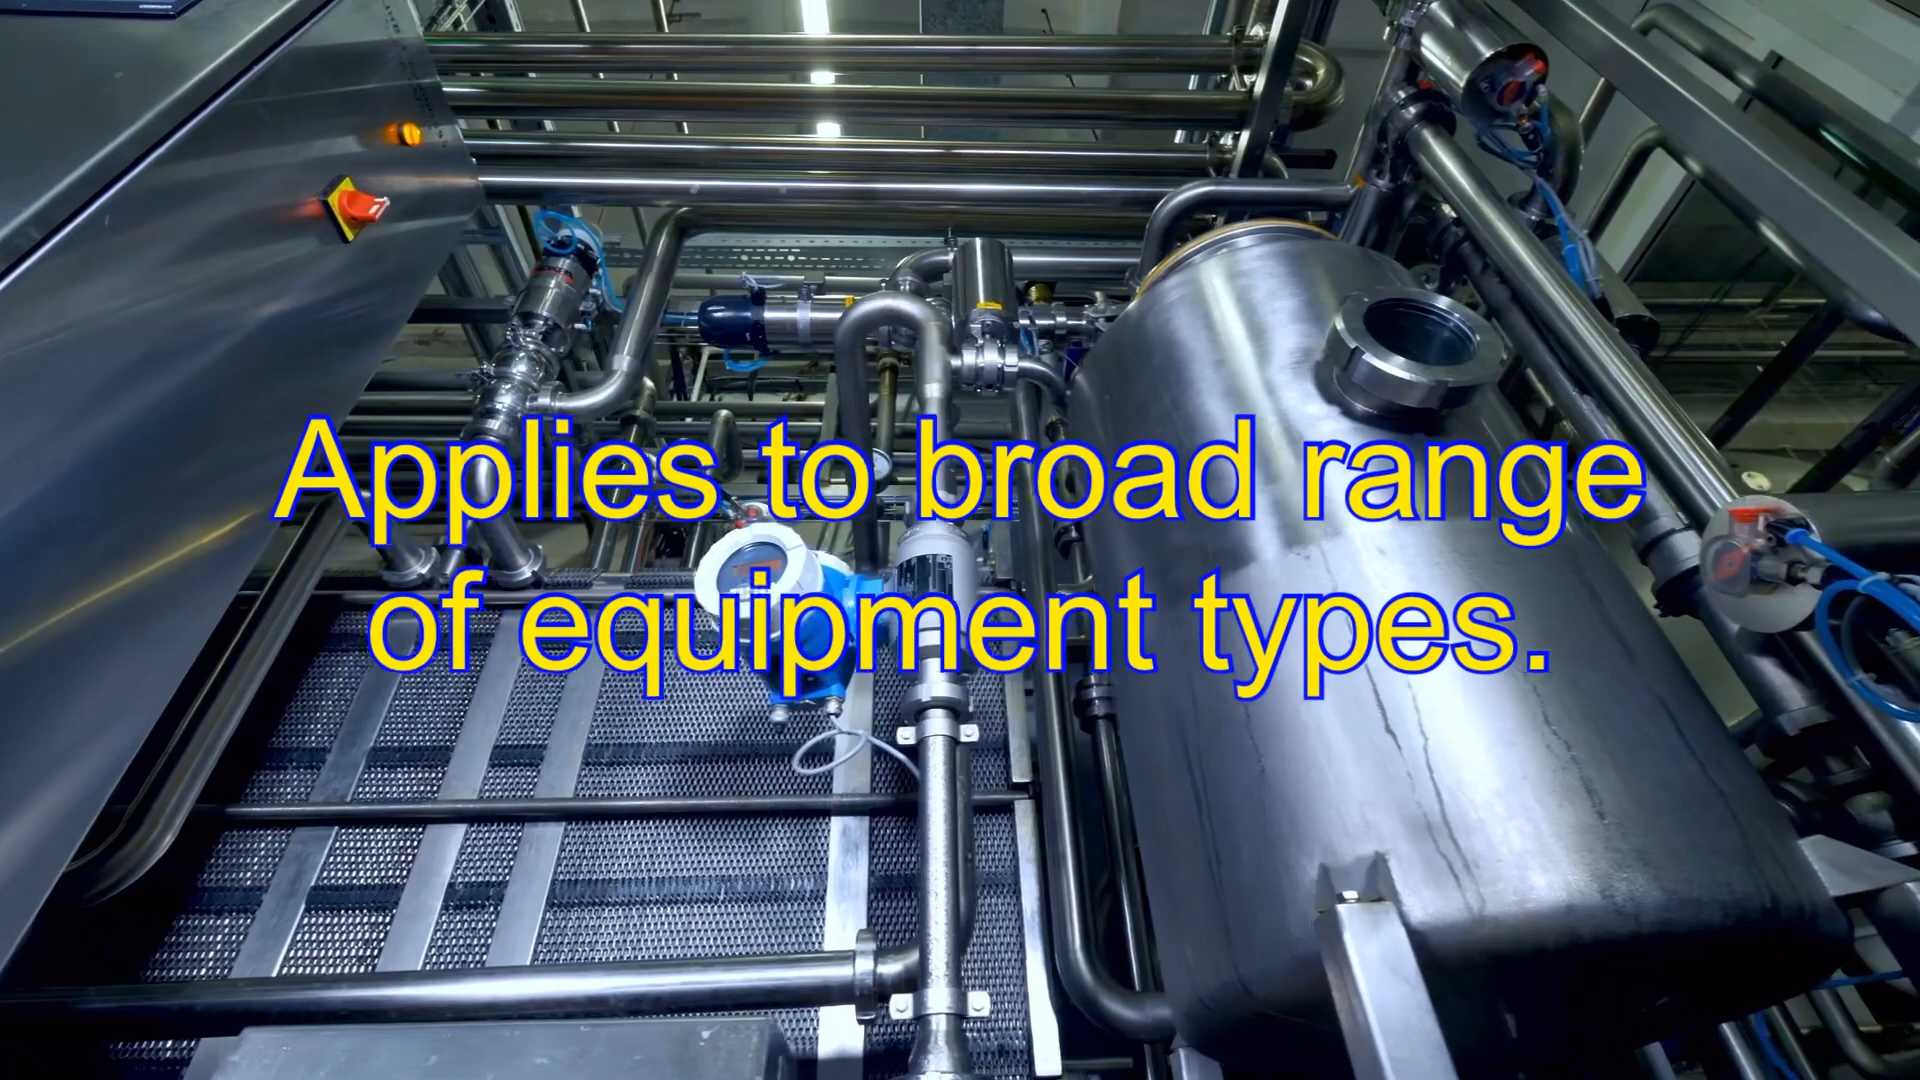 Applies to broad range
of equipment types.